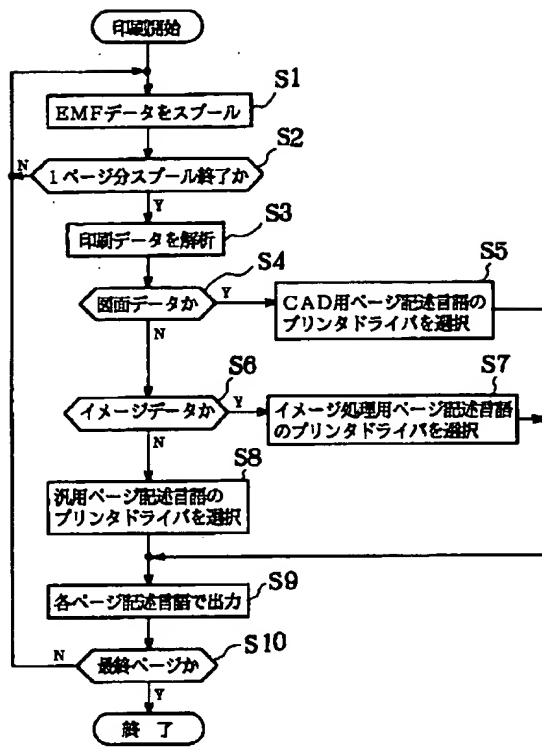 印刷開始
S1
EMFデータをスプール
S2
N
1ページ分スプール終了か
Y
S3
印刷データを解析
S4
S5
図面データか
Y
CAD用ページ記述言語の
プリンタドライバを選択
N
S6
S7
イメージデータか
Y
イメージ処理用ページ記述言語
のプリンタドライバを選択
N
S8
汎用ページ記述言語の
プリンタドライバを選択
S9
各ページ記述言語で出力
S10
N
最終ページか
Y
終 了